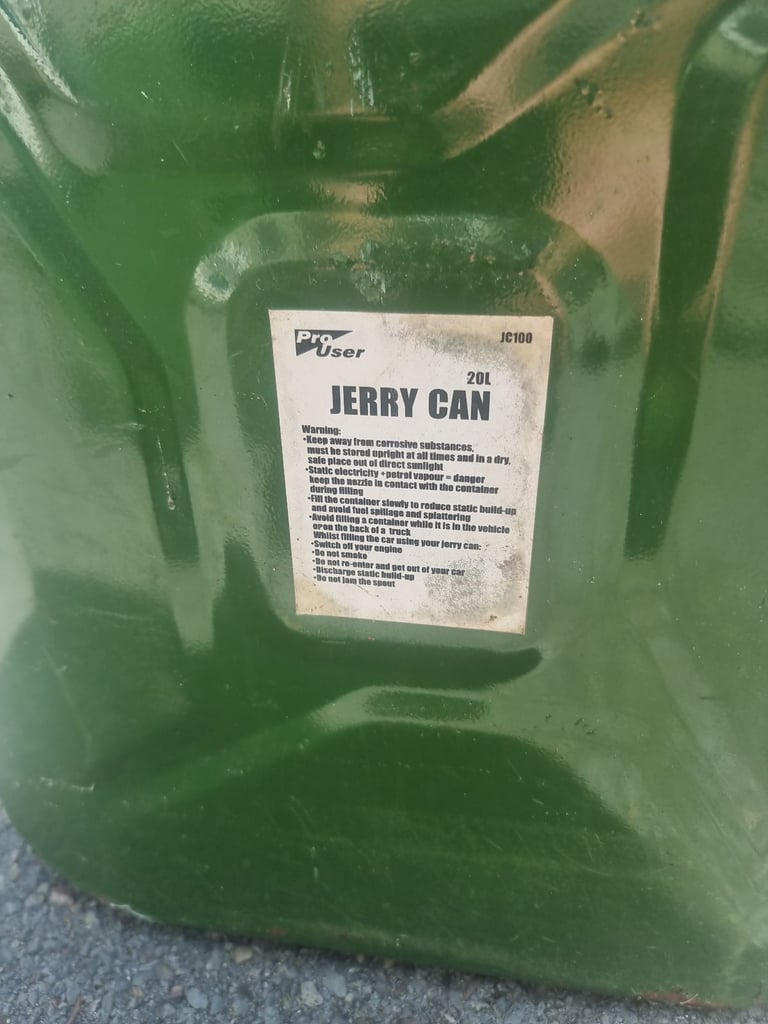 Pro User
JC100
20L
JERRY CAN
Warning:
•Keep away from corrosive substances,
must be stored upright at all times and in a dry,
safe place out of direct sunlight
•Static electricity +petrol vapour = danger
keep the nezzle in contact with the container
during filling
•Fill the container slowly to reduce static build-up
and avoid fuel spillage and splattering
•Avoid filling a container while it is in the vehicle
or on the back of a truck
Whilst filling the car using your jerry can:
•Switch off your engine
•Do not smoke
•Do not re-enter and get out of your car
•Discharge static build-up
•Do not jam the spout